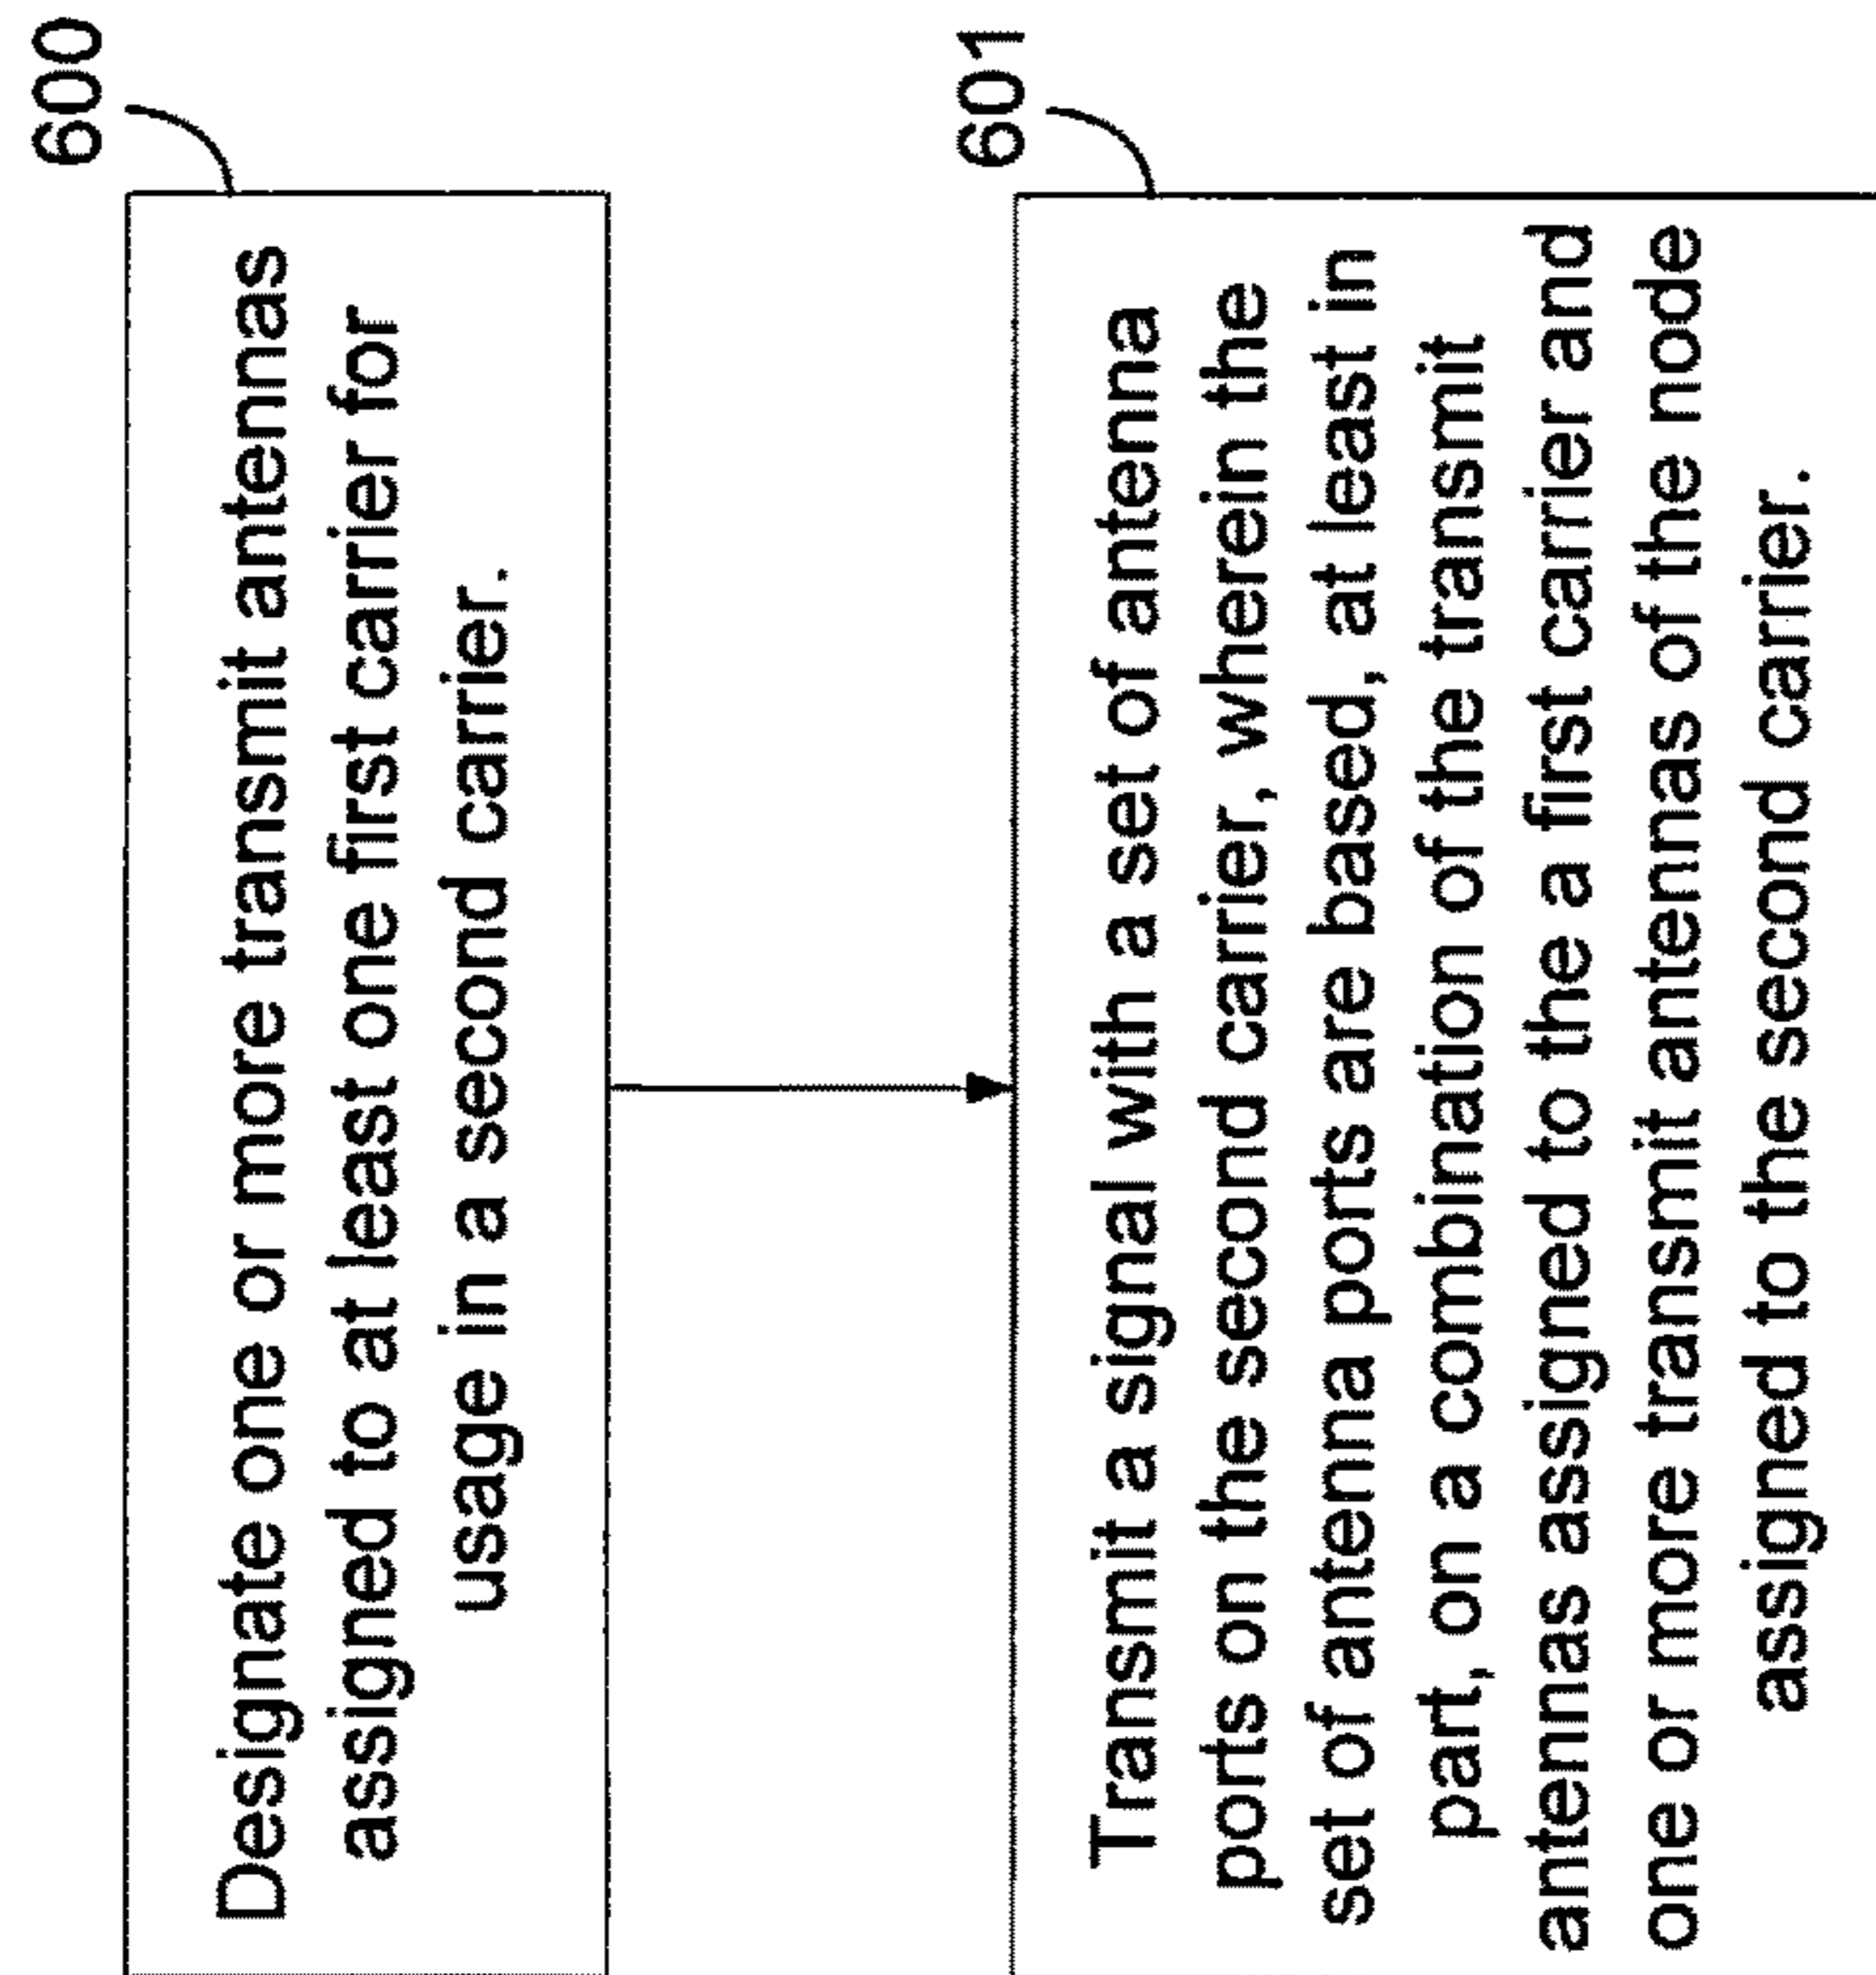 600
Designate one or more transmit antennas
assigned to at least one first carrier for
usage in a second carrier.
601
Transmit a signal with a set of antenna
ports on the second carrier, wherein the
set of antenna ports are based, at least in
part, on a combination of the transmit
antennas assigned to the a first carrier and
one or more transmit antennas of the node
assigned to the second carrier.